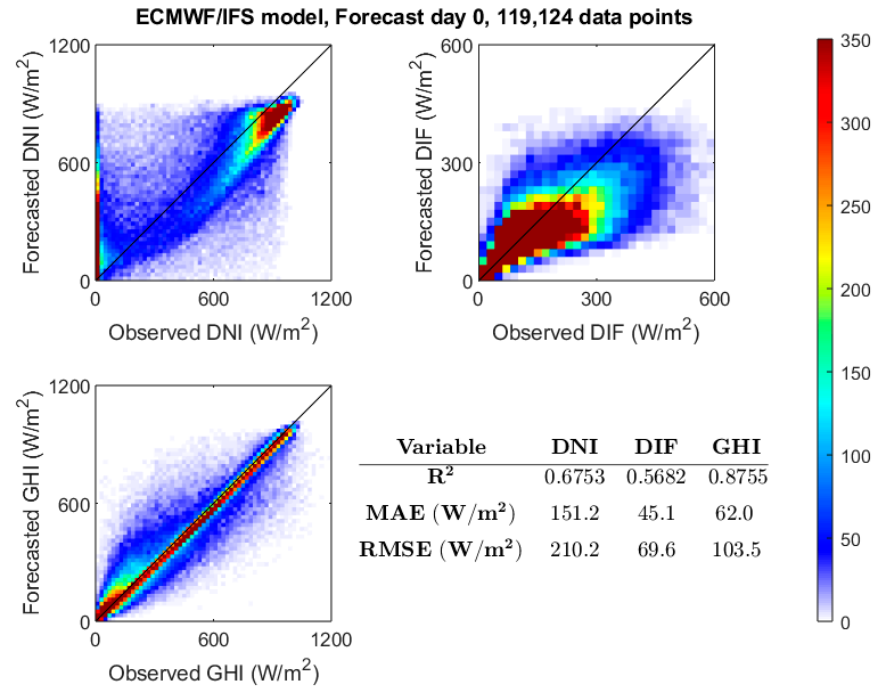 ECMWF/IFS model, Forecast day 0, 119,124 data points
1200
600
0
Forecasted DNI (W/m²)
0 600 1200
Observed DNI (W/m²)
600
300
0
Forecasted DIF (W/m²)
0 300 600
Observed DIF (W/m²)
1200
600
0
Forecasted GHI (W/m²)
0 600 1200
Observed GHI (W/m²)
Variable DNI DIF GHI
R² 0.6753 0.5682 0.8755
MAE (W/m²) 151.2 45.1 62.0
RMSE (W/m²) 210.2 69.6 103.5
350
300
250
200
150
100
50
0